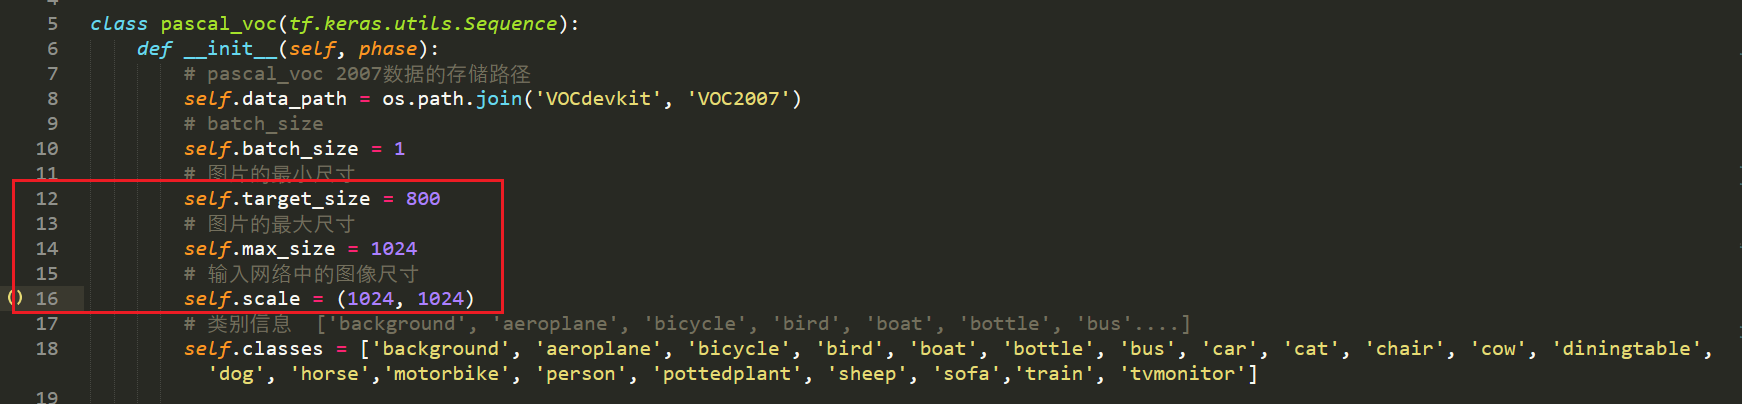 4
5 class pascal_voc(tf.keras.utils.Sequence):
6 def __init__(self, phase):
7 # pascal_voc 2007数据的存储路径
8 self.data_path = os.path.join('VOCdevkit', 'VOC2007')
9 # batch_size
10 self.batch_size = 1
11 # 图片的最小尺寸
12 self.target_size = 800
13 # 图片的最大尺寸
14 self.max_size = 1024
15 # 输入网络中的图像尺寸
16 self.scale = (1024, 1024)
17 # 类别信息  ['background', 'aeroplane', 'bicycle', 'bird', 'boat', 'bottle', 'bus'....]
18 self.classes = ['background', 'aeroplane', 'bicycle', 'bird', 'boat', 'bottle', 'bus', 'car', 'cat', 'chair', 'cow', 'diningtable',
'dog', 'horse','motorbike', 'person', 'pottedplant', 'sheep', 'sofa','train', 'tvmonitor']
19